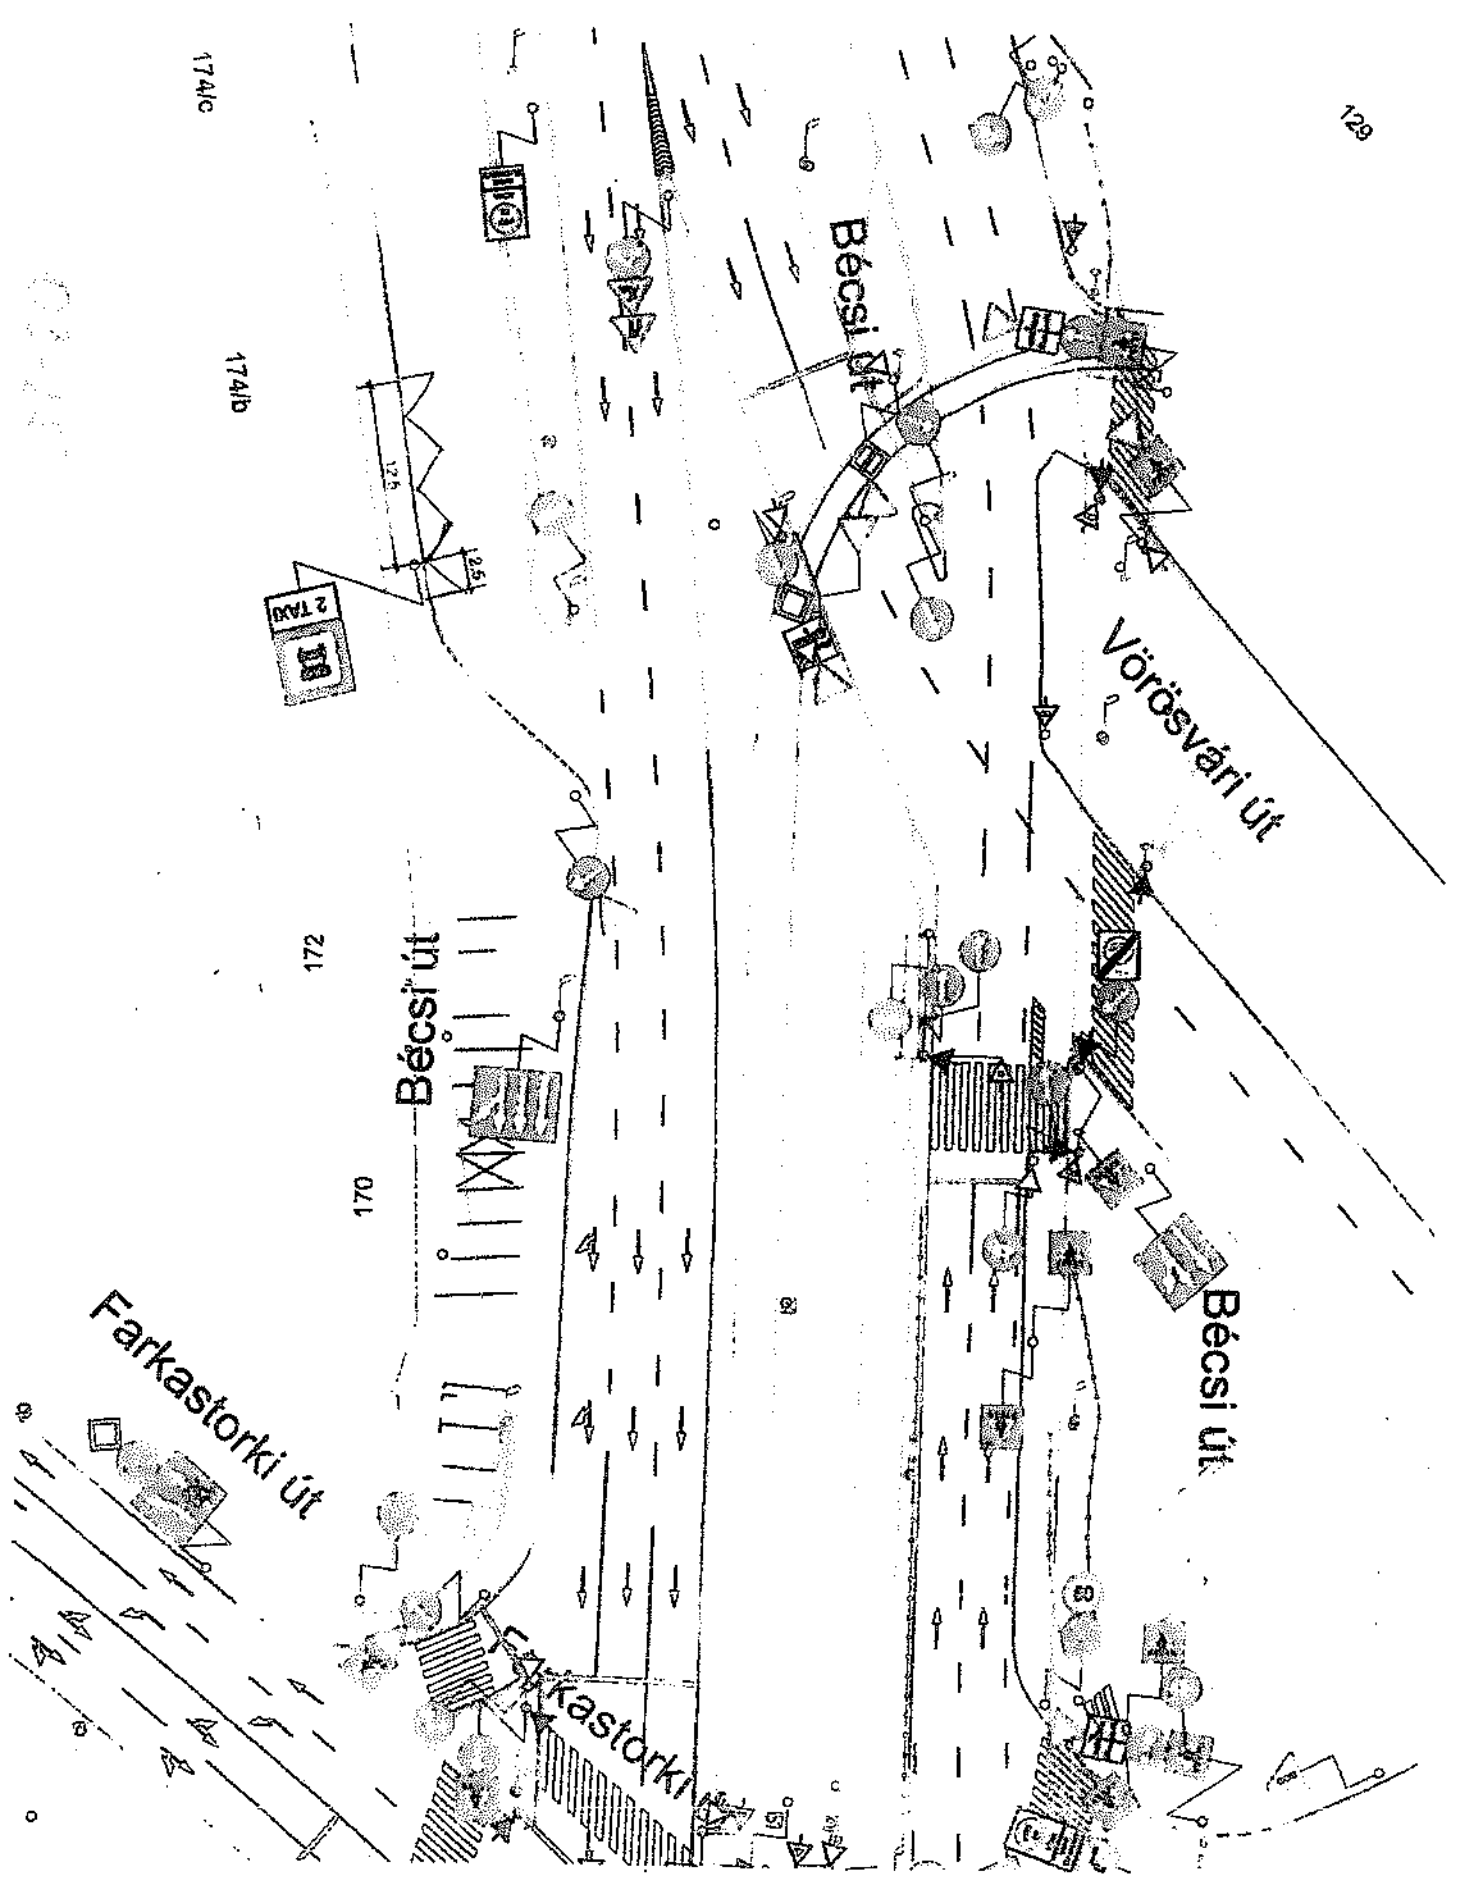 174/c
129
Bécsi út
174/b
12.5
2.5
2 TAXI
Vörösvári út
172
Bécsi út
170
Farkastorki út
Bécsi út
kastorki